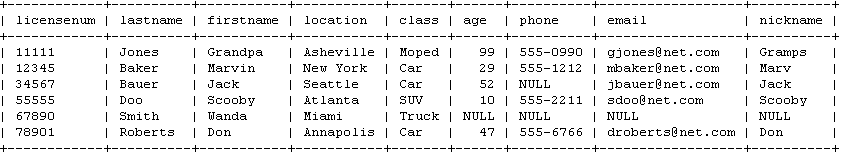 +------------+----------+-----------+-----------+-------+------+----------+------------------+----------+
| licensenum | lastname | firstname | location  | class | age  | phone    | email            | nickname |
+------------+----------+-----------+-----------+-------+------+----------+------------------+----------+
| 11111      | Jones    | Grandpa   | Asheville | Moped |   99 | 555-0990 | gjones@net.com   | Gramps   |
| 12345      | Baker    | Marvin    | New York  | Car   |   29 | 555-1212 | mbaker@net.com   | Marv     |
| 34567      | Bauer    | Jack      | Seattle   | Car   |   52 | NULL     | jbauer@net.com   | Jack     |
| 55555      | Doo      | Scooby    | Atlanta   | SUV   |   10 | 555-2211 | sdoo@net.com     | Scooby   |
| 67890      | Smith    | Wanda     | Miami     | Truck | NULL | NULL     | NULL             | NULL     |
| 78901      | Roberts  | Don       | Annapolis | Car   |   47 | 555-6766 | droberts@net.com | Don      |
+------------+----------+-----------+-----------+-------+------+----------+------------------+----------+